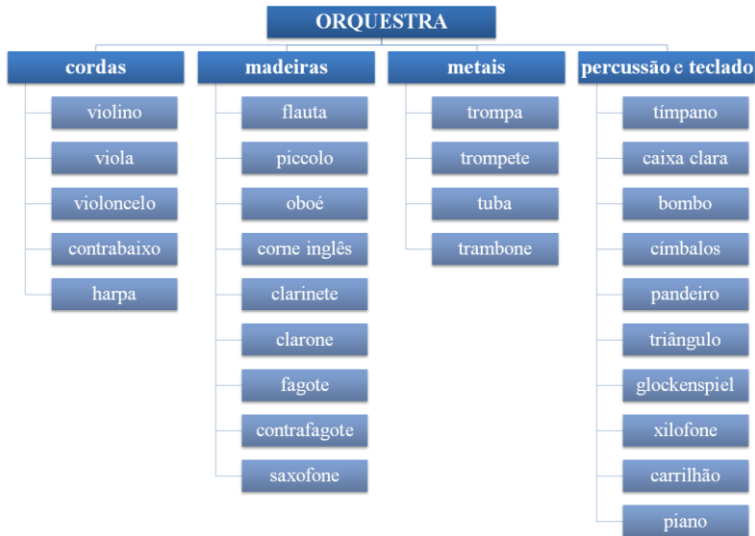 ORQUESTRA
cordas
violino
viola
violoncelo
contrabaixo
harpa
madeiras
flauta
piccolo
oboé
corne inglês
clarinete
clarone
fagote
contrafagote
saxofone
metais
trompa
trompete
tuba
trambone
percussão e teclado
tímpano
caixa clara
bombo
címbalos
pandeiro
triângulo
glockenspiel
xilofone
carrilhão
piano